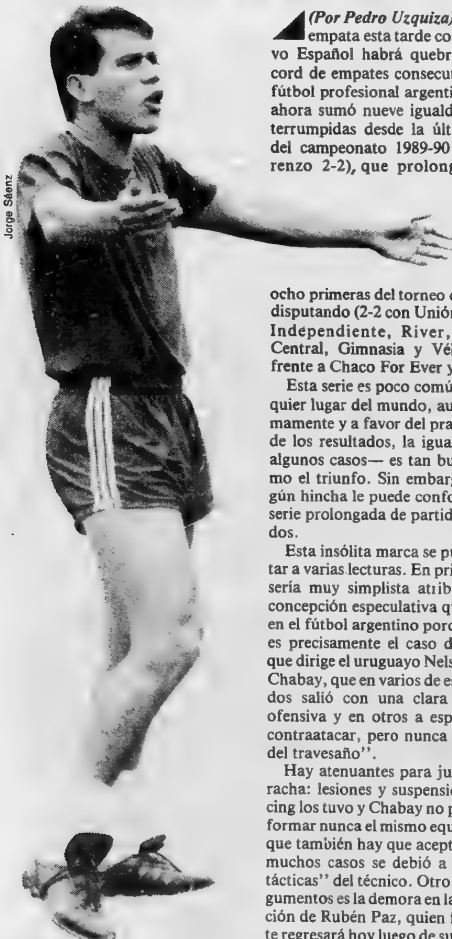 Jorge Sáenz
(Por Pedro Uzquiza)
empata esta tarde co
vo Español habrá quebr
cord de empates consecu
fútbol profesional argenti
ahora sumó nueve igualda
terrumpidas desde la últ
del campeonato 1989-90
renzo 2-2), que prolong
ocho primeras del torneo
disputando (2-2 con Unión
Independiente, River,
Central, Gimnasia y Vé
frente a Chaco For Ever y
Esta serie es poco comú
quier lugar del mundo, au
mamente y a favor del pra
de los resultados, la igua
algunos casos— es tan bu
mo el triunfo. Sin embarg
gún hincha le puede confo
serie prolongada de partid
dos.
Esta insólita marca se pu
tar a varias lecturas. En pri
sería muy simplista atrib
concepción especulativa qu
en el fútbol argentino porc
es precisamente el caso d
que dirige el uruguayo Nels
Chabay, que en varios de es
dos salió con una clara
ofensiva y en otros a esp
contraatacar, pero nunca
del travesaño".
Hay atenuantes para ju
racha: lesiones y suspensi
cing los tuvo y Chabay no p
formar nunca el mismo equ
que también hay que acept
muchos casos se debió a
tácticas" del técnico. Otro
gumentos es la demora en la
ción de Rubén Paz, quien f
te regresará hoy luego de su